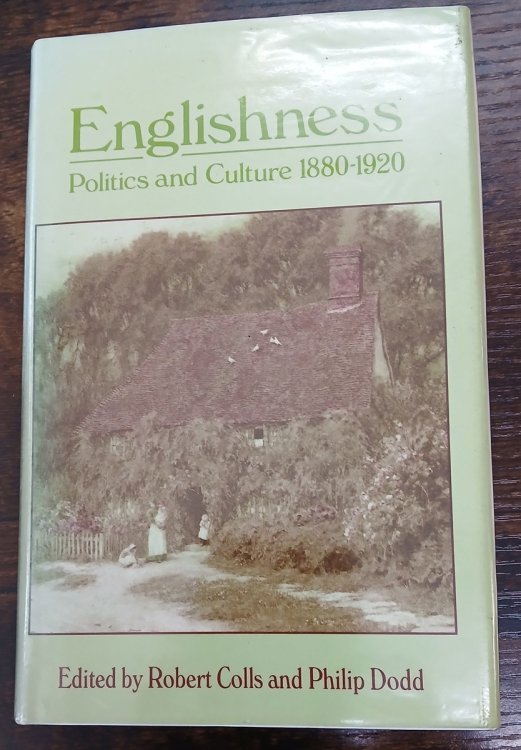 Englishness
Politics and Culture 1880-1920
Edited by Robert Colls and Philip Dodd